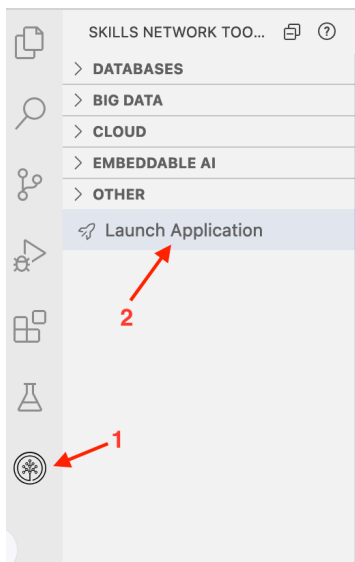 SKILLS NETWORK TOO...
DATABASES
BIG DATA
CLOUD
EMBEDDABLE AI
OTHER
Launch Application
2
1